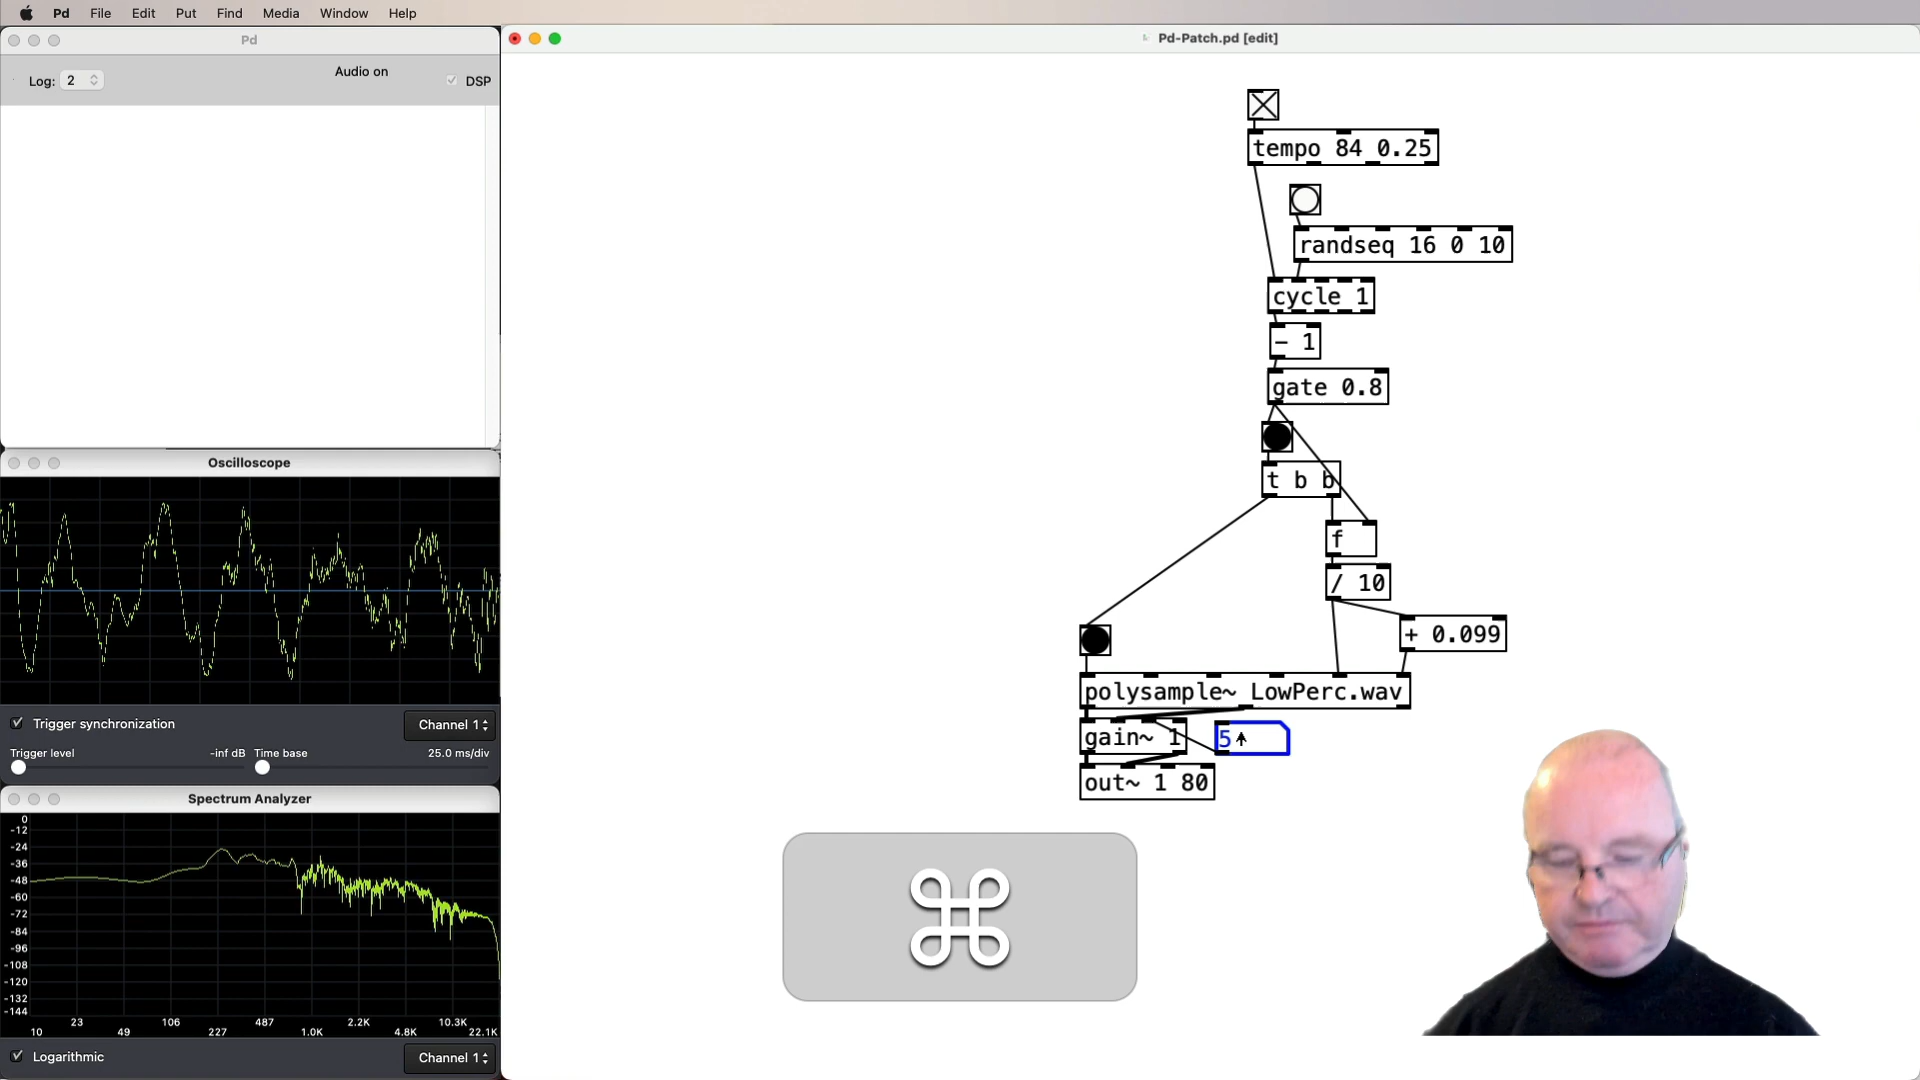 Pd File Edit Put Find Media Window Help
Pd
Log: 2
Audio on
DSP
Oscilloscope
Trigger synchronization
Channel 1
Trigger level
-inf dB
Time base
25.0 ms/div
Spectrum Analyzer
0
-12
-24
-36
-48
-60
-72
-84
-96
-108
-120
-132
-144
10 23 49 106 227 487 1.0K 2.2K 4.8K 10.3K 22.1K
Logarithmic
Channel 1
Pd-Patch.pd [edit]
tempo 84 0.25
randseq 16 0 10
cycle 1
- 1
gate 0.8
t b b
f
/ 10
+ 0.099
polysample~ LowPerc.wav
gain~ 1
5
out~ 1 80
⌘